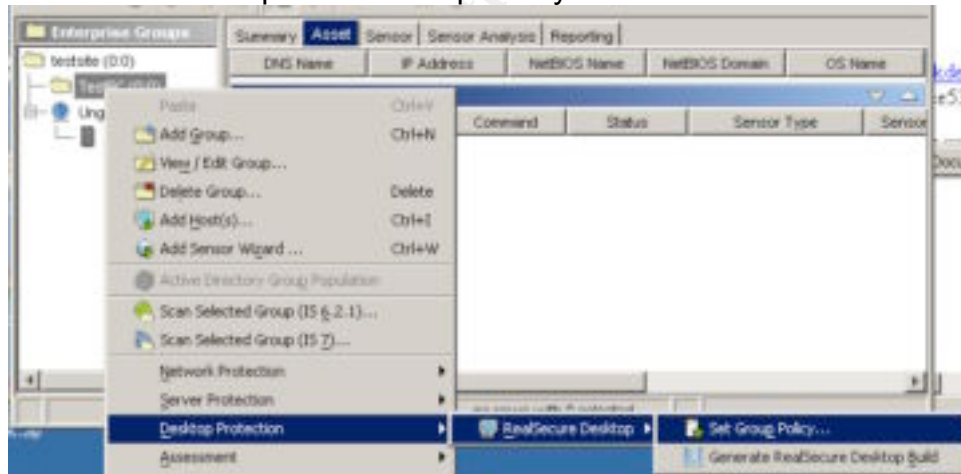 Enterprise Groups
Summary Asset Sensor Sensor Analysis Reporting
testsite (0:0)
DNS Name IP Address NetBIOS Name NetBIOS Domain OS Name
Ung
Command Status Sensor Type Sensor
Paste Ctrl+V
Add Group... Ctrl+N
View / Edit Group...
Delete Group... Delete
Add Host(s)... Ctrl+I
Add Sensor Wizard ... Ctrl+W
Active Directory Group Population
Scan Selected Group (IS 6.2.1)...
Scan Selected Group (IS 7)...
Network Protection
Server Protection
Desktop Protection RealSecure Desktop Set Group Policy...
Assessment Generate RealSecure Desktop Build